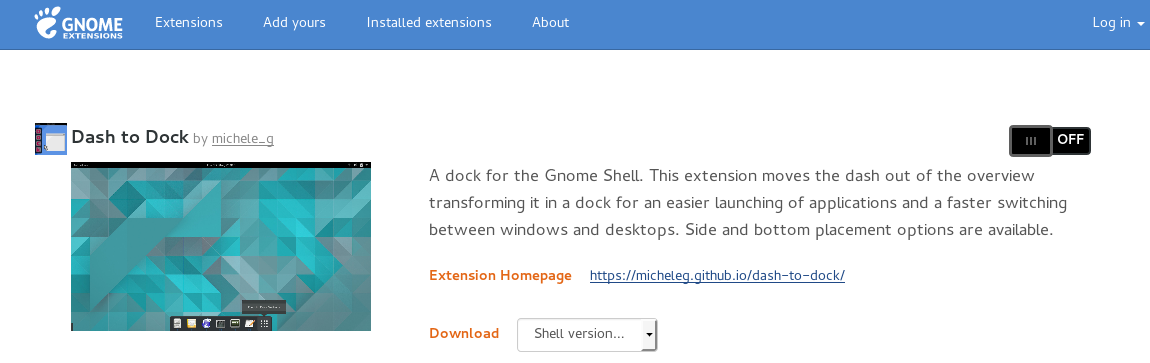 GNOME
EXTENSIONS
Extensions
Add yours
Installed extensions
About
Log in
Dash to Dock by michele_g
OFF
A dock for the Gnome Shell. This extension moves the dash out of the overview
transforming it in a dock for an easier launching of applications and a faster switching
between windows and desktops. Side and bottom placement options are available.
Extension Homepage https://micheleg.github.io/dash-to-dock/
Download Shell version...